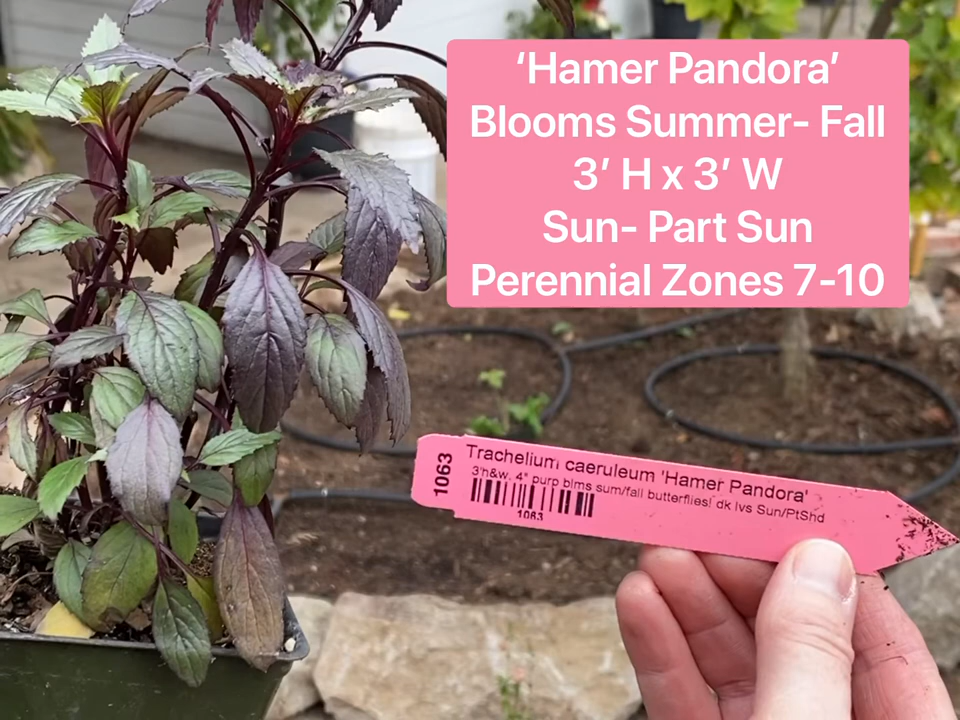 ‘Hamer Pandora’
Blooms Summer- Fall
3’ H x 3’ W
Sun- Part Sun
Perennial Zones 7-10
1063
Trachelium caeruleum 'Hamer Pandora'
3'h&w. 4" purp blms sum/fall butterflies! dk lvs Sun/PtShd
1063